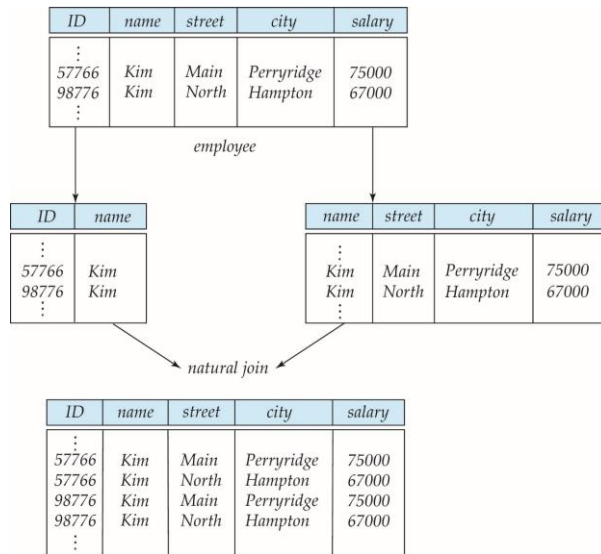 ID name street city salary
⋮
57766 Kim Main Perryridge 75000
98776 Kim North Hampton 67000
⋮
employee
ID name
⋮
57766 Kim
98776 Kim
⋮
name street city salary
⋮
Kim Main Perryridge 75000
Kim North Hampton 67000
⋮
natural join
ID name street city salary
⋮
57766 Kim Main Perryridge 75000
57766 Kim North Hampton 67000
98776 Kim Main Perryridge 75000
98776 Kim North Hampton 67000
⋮